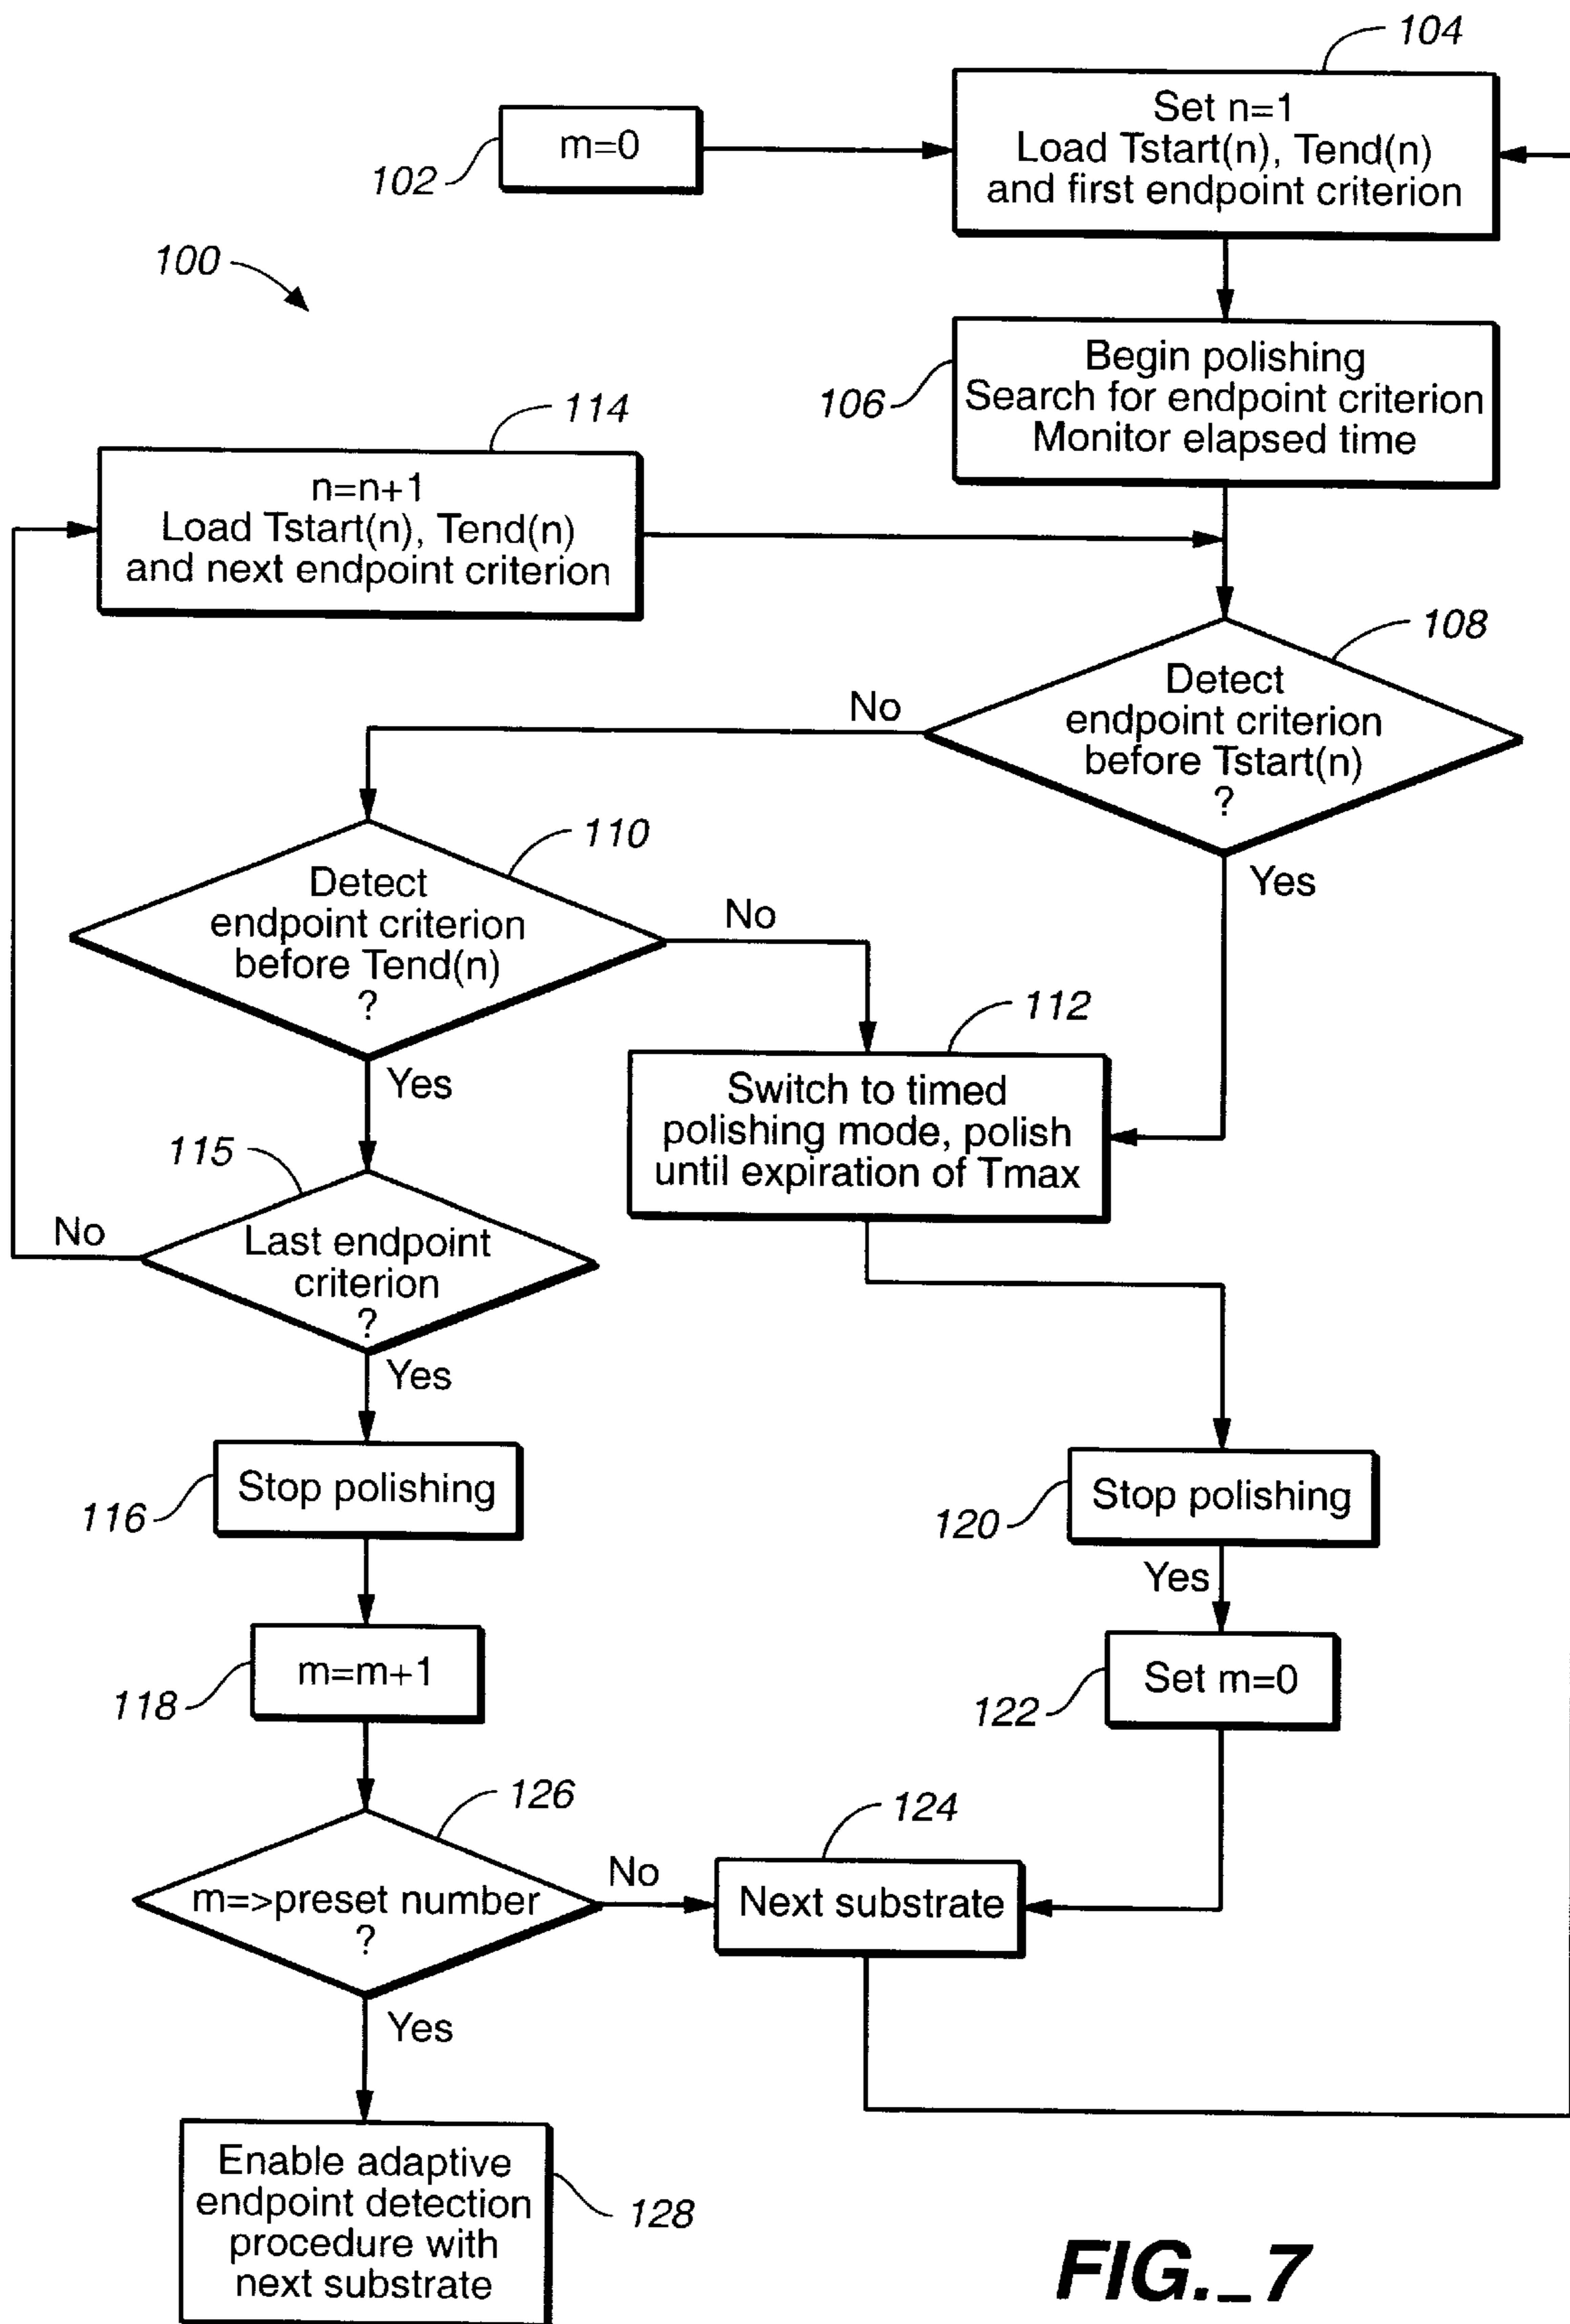 104
Set n=1
Load Tstart(n), Tend(n)
and first endpoint criterion
m=0
102
100
Begin polishing
Search for endpoint criterion
Monitor elapsed time
106
114
n=n+1
Load Tstart(n), Tend(n)
and next endpoint criterion
108
Detect
endpoint criterion
before Tstart(n)
?
No
Yes
110
Detect
endpoint criterion
before Tend(n)
?
No
Yes
112
Switch to timed
polishing mode, polish
until expiration of Tmax
115
Last endpoint
criterion
?
No
Yes
Stop polishing
116
Stop polishing
120
Yes
m=m+1
118
Set m=0
122
126
m=>preset number
?
No
Yes
124
Next substrate
Enable adaptive
endpoint detection
procedure with
next substrate
128
FIG._7